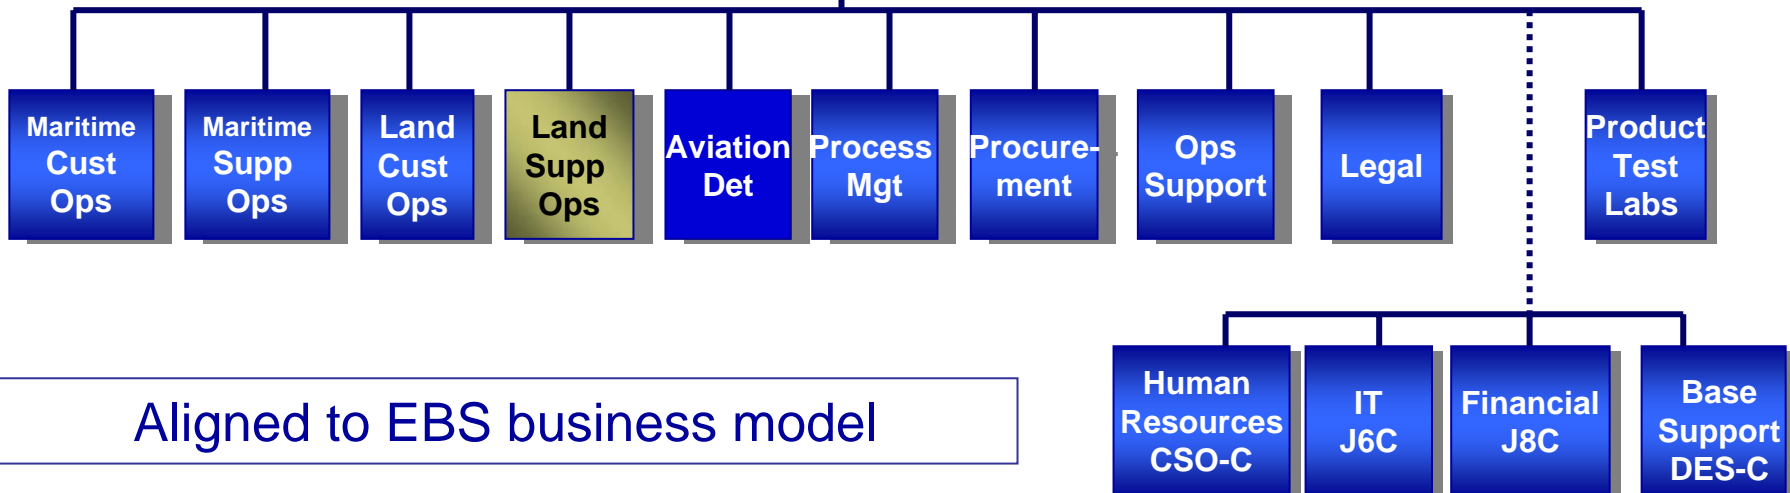 Maritime
Cust
Ops
Maritime
Supp
Ops
Land
Cust
Ops
Land
Supp
Ops
Aviation
Det
Process
Mgt
Procure-
ment
Ops
Support
Legal
Product
Test
Labs
Human
Resources
CSO-C
IT
J6C
Financial
J8C
Base
Support
DES-C
Aligned to EBS business model